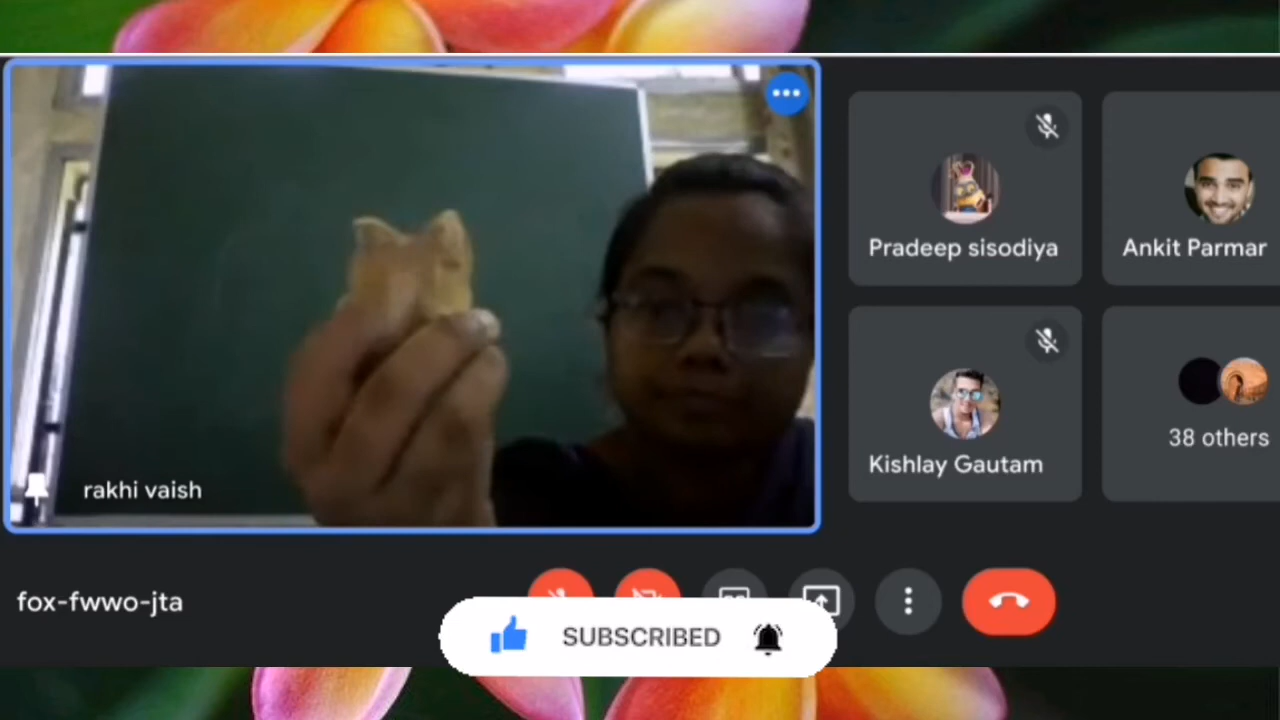 Pradeep sisodiya
Ankit Parmar
rakhi vaish
Kishlay Gautam
38 others
fox-fwwo-jta
SUBSCRIBED